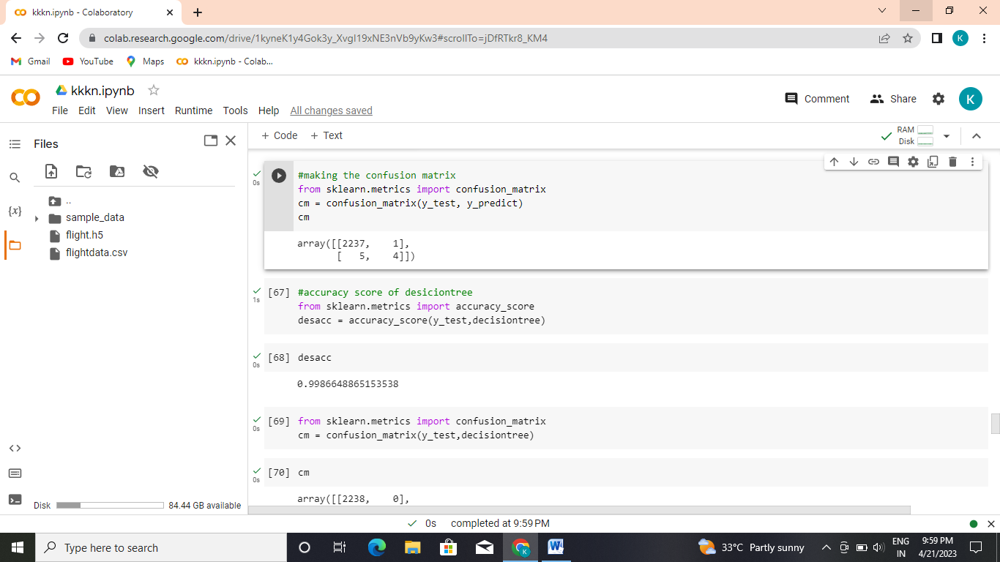 kkkn.ipynb - Colaboratory
colab.research.google.com/drive/1kyneK1y4Gok3y_XvgI19xNE3nVb9yKw3#scrollTo=jDfRTkr8_KM4
K
Gmail YouTube Maps kkkn.ipynb - Colab...
kkkn.ipynb
File Edit View Insert Runtime Tools Help All changes saved
Comment Share K
Files
+ Code + Text
RAM
Disk
..
sample_data
flight.h5
flightdata.csv
{x}
Disk 84.44 GB available
0s
#making the confusion matrix
from sklearn.metrics import confusion_matrix
cm = confusion_matrix(y_test, y_predict)
cm
array([[2237,    1],
       [   5,    4]])
1s
[67] #accuracy score of desiciontree
from sklearn.metrics import accuracy_score
desacc = accuracy_score(y_test,decisiontree)
0s
[68] desacc
0.9986648865153538
0s
[69] from sklearn.metrics import confusion_matrix
cm = confusion_matrix(y_test,decisiontree)
0s
[70] cm
array([[2238,    0],
0s completed at 9:59 PM
Type here to search
33°C Partly sunny
ENG
IN
9:59 PM
4/21/2023